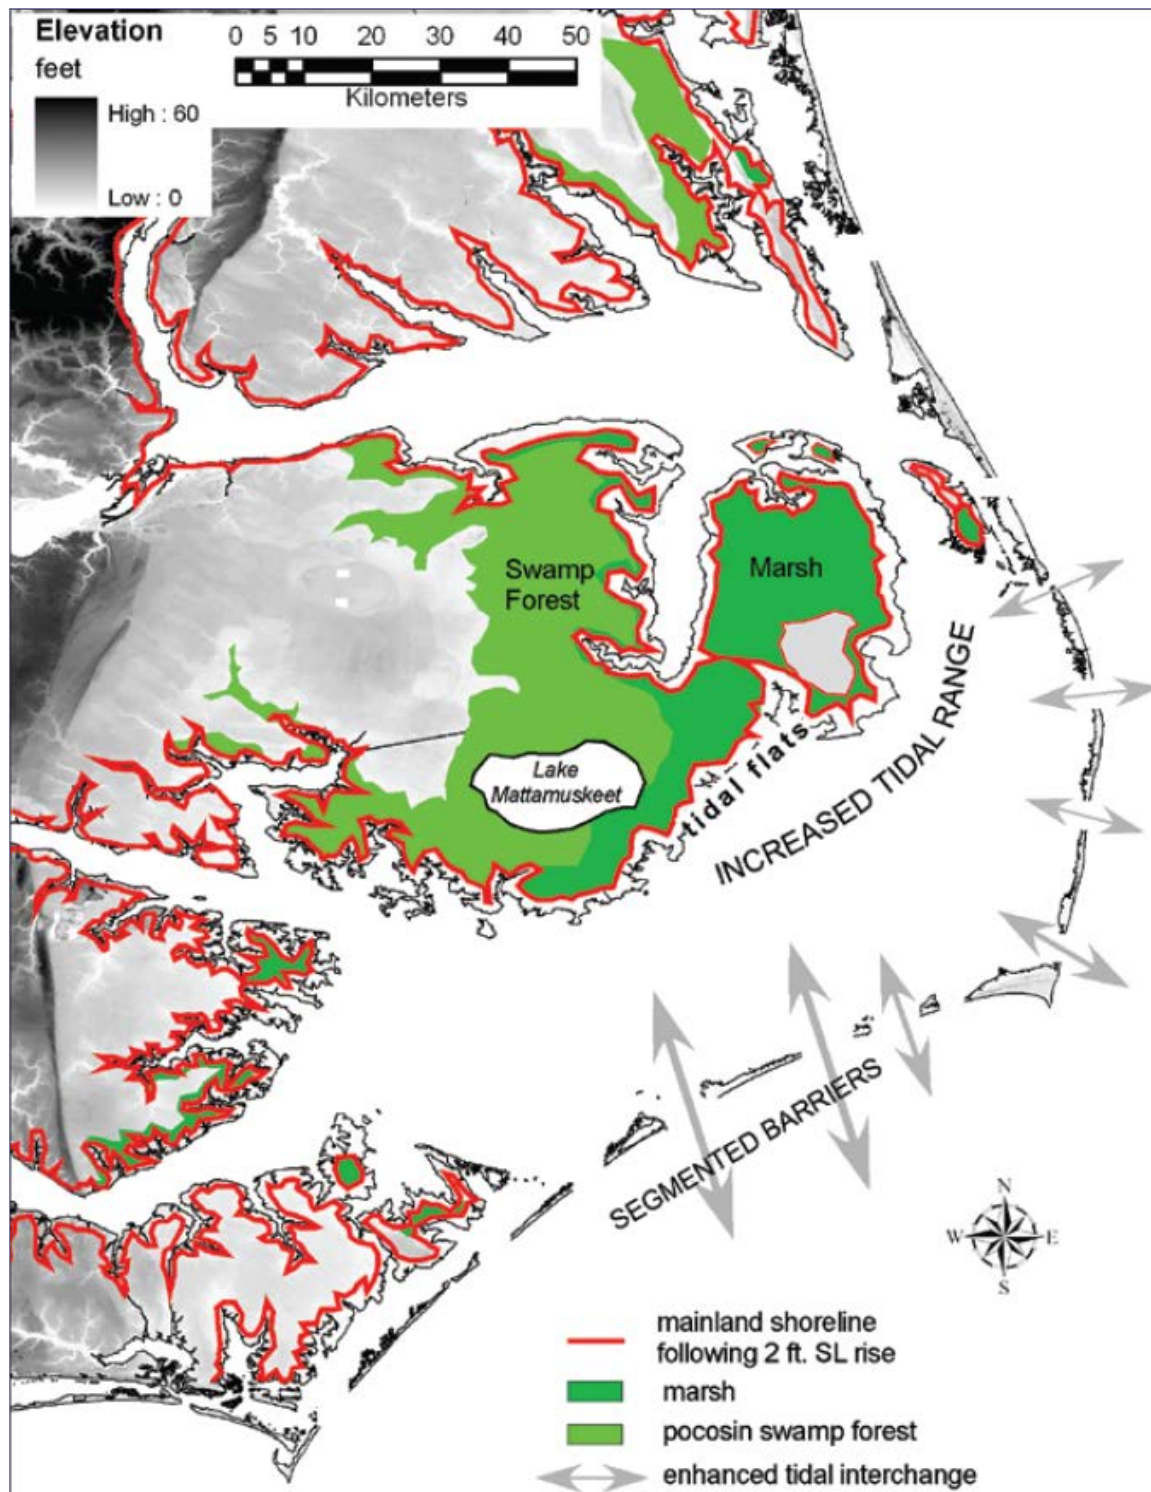 Elevation
feet
High : 60
Low : 0
0 5 10 20 30 40 50
Kilometers
Swamp
Forest
Marsh
Lake
Mattamuskeet
tidal flats
INCREASED TIDAL RANGE
SEGMENTED BARRIERS
N
W E
S
mainland shoreline
following 2 ft. SL rise
marsh
pocosin swamp forest
enhanced tidal interchange